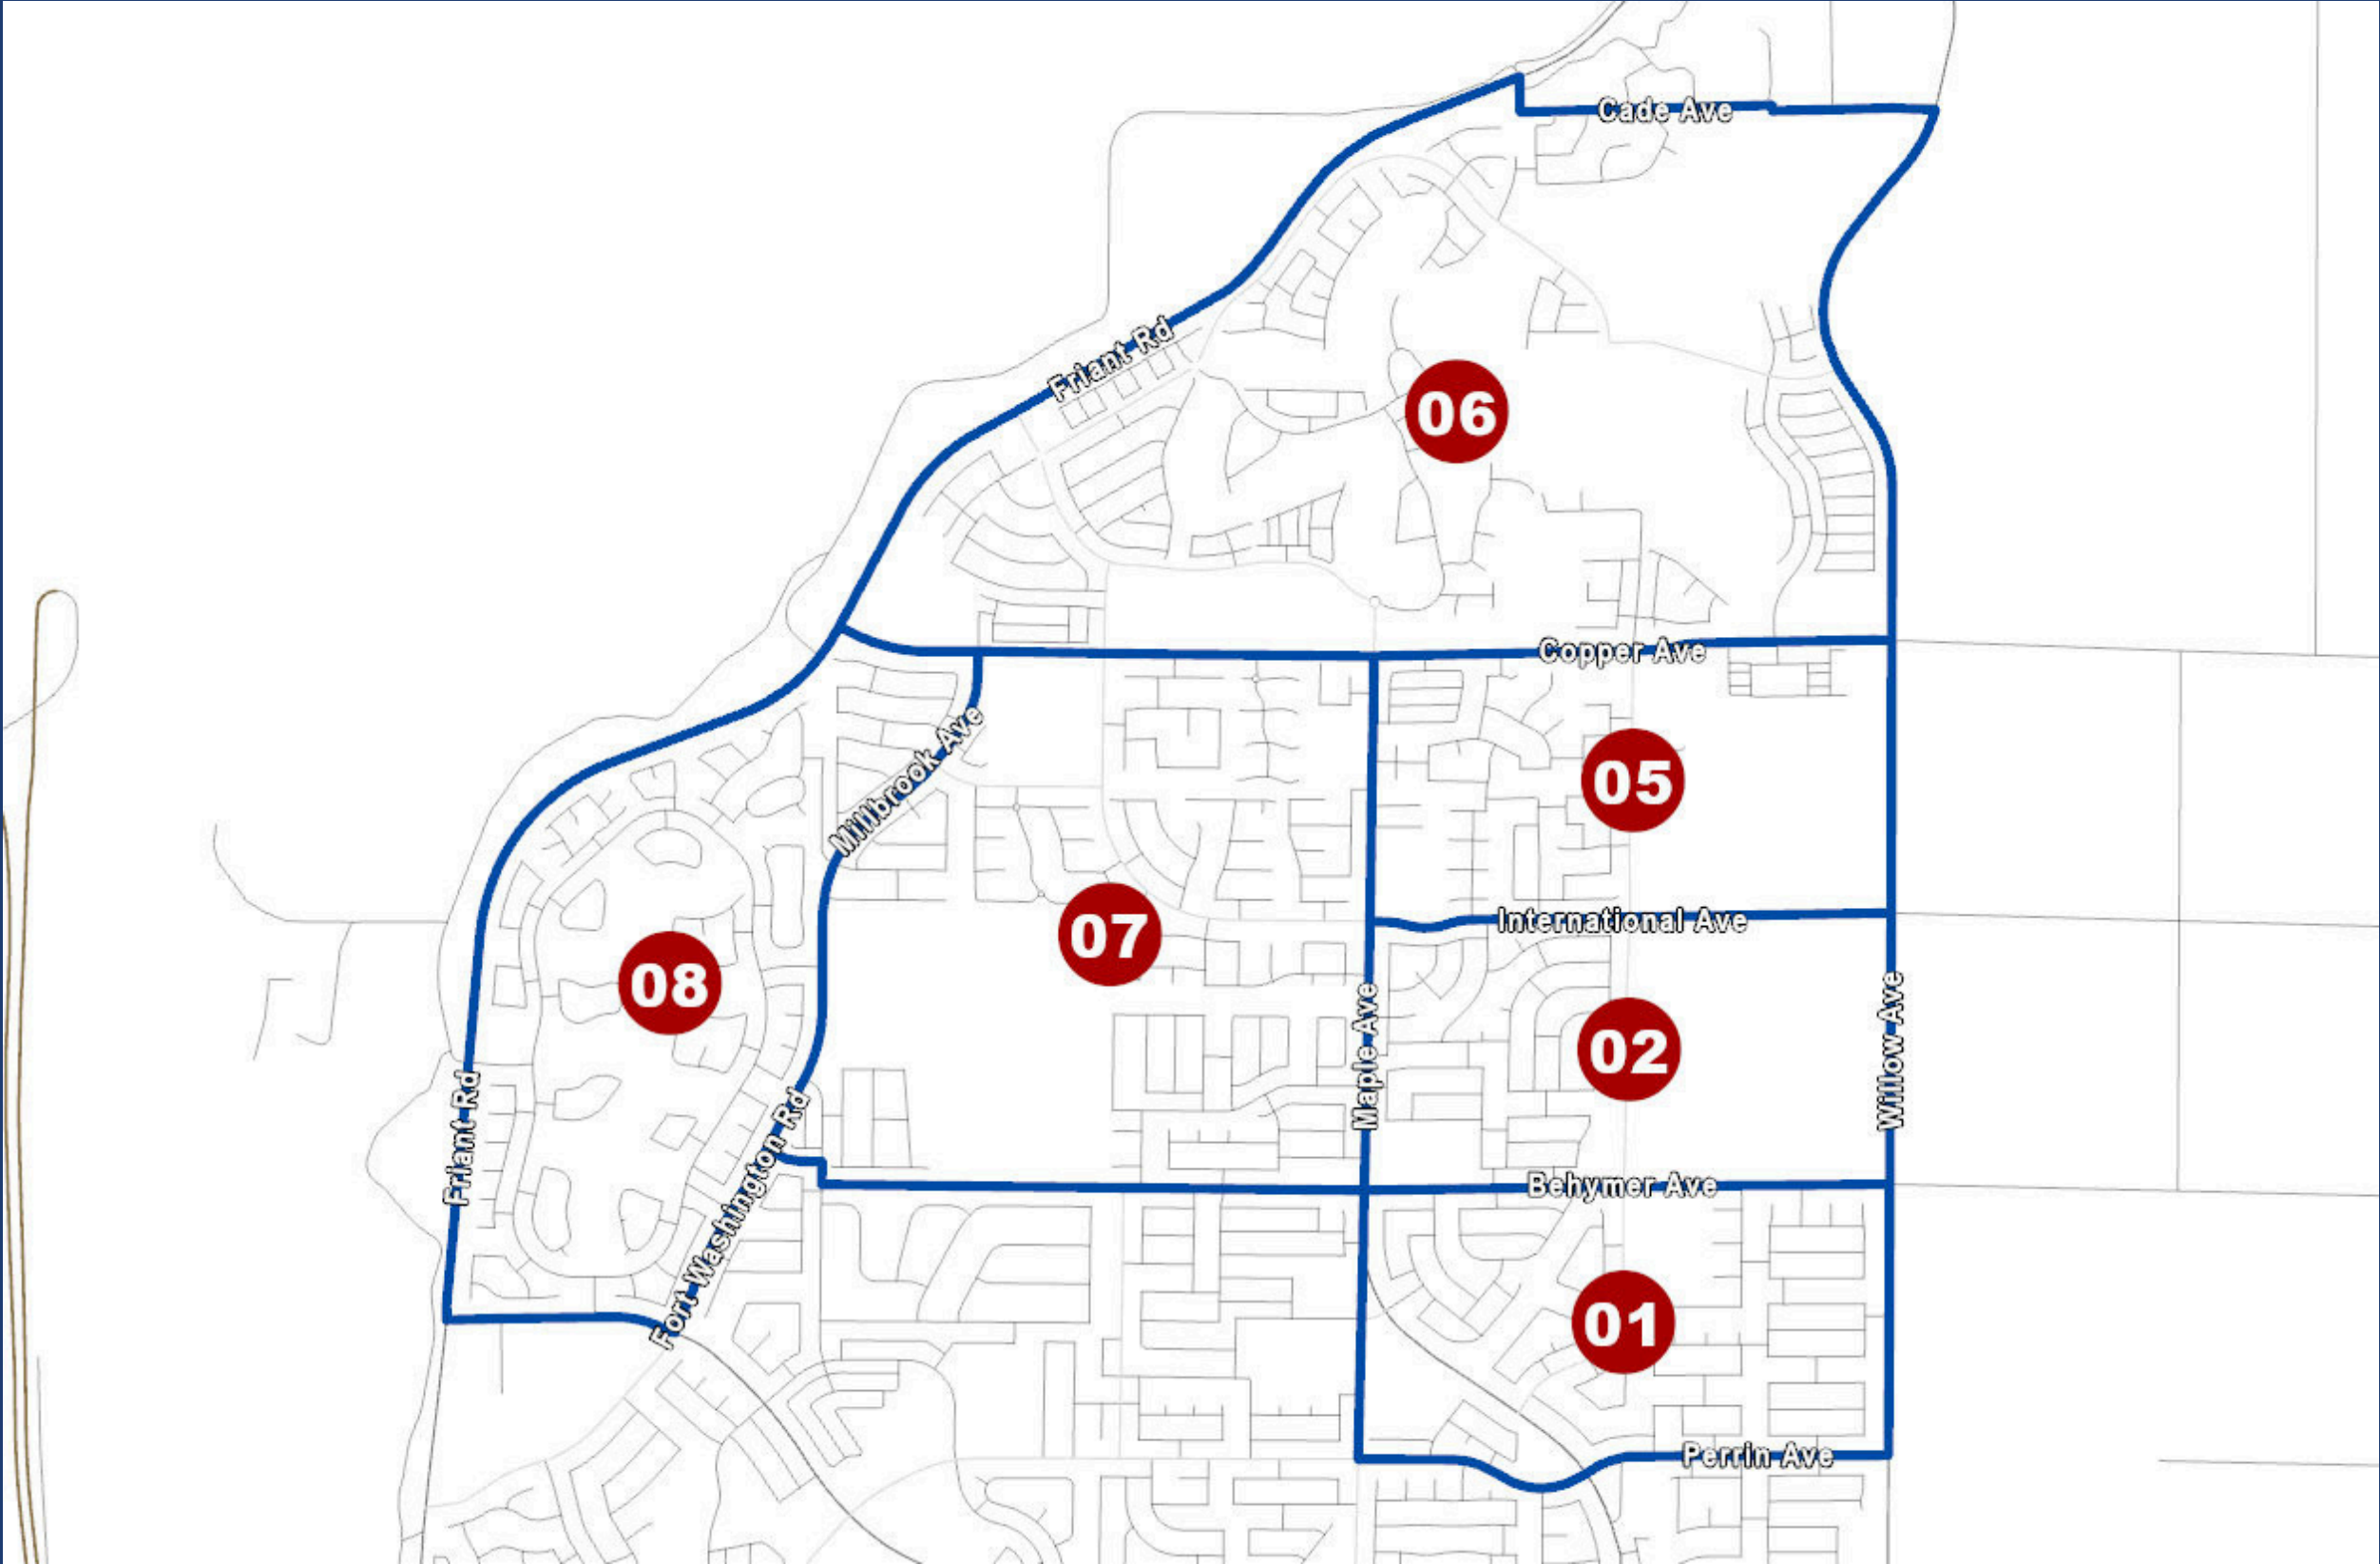 Cade Ave
Friant Rd
06
Copper Ave
Millbrook Ave
05
07
International Ave
08
Maple Ave
02
Willow Ave
Friant Rd
Fort Washington Rd
Behymer Ave
01
Perrin Ave